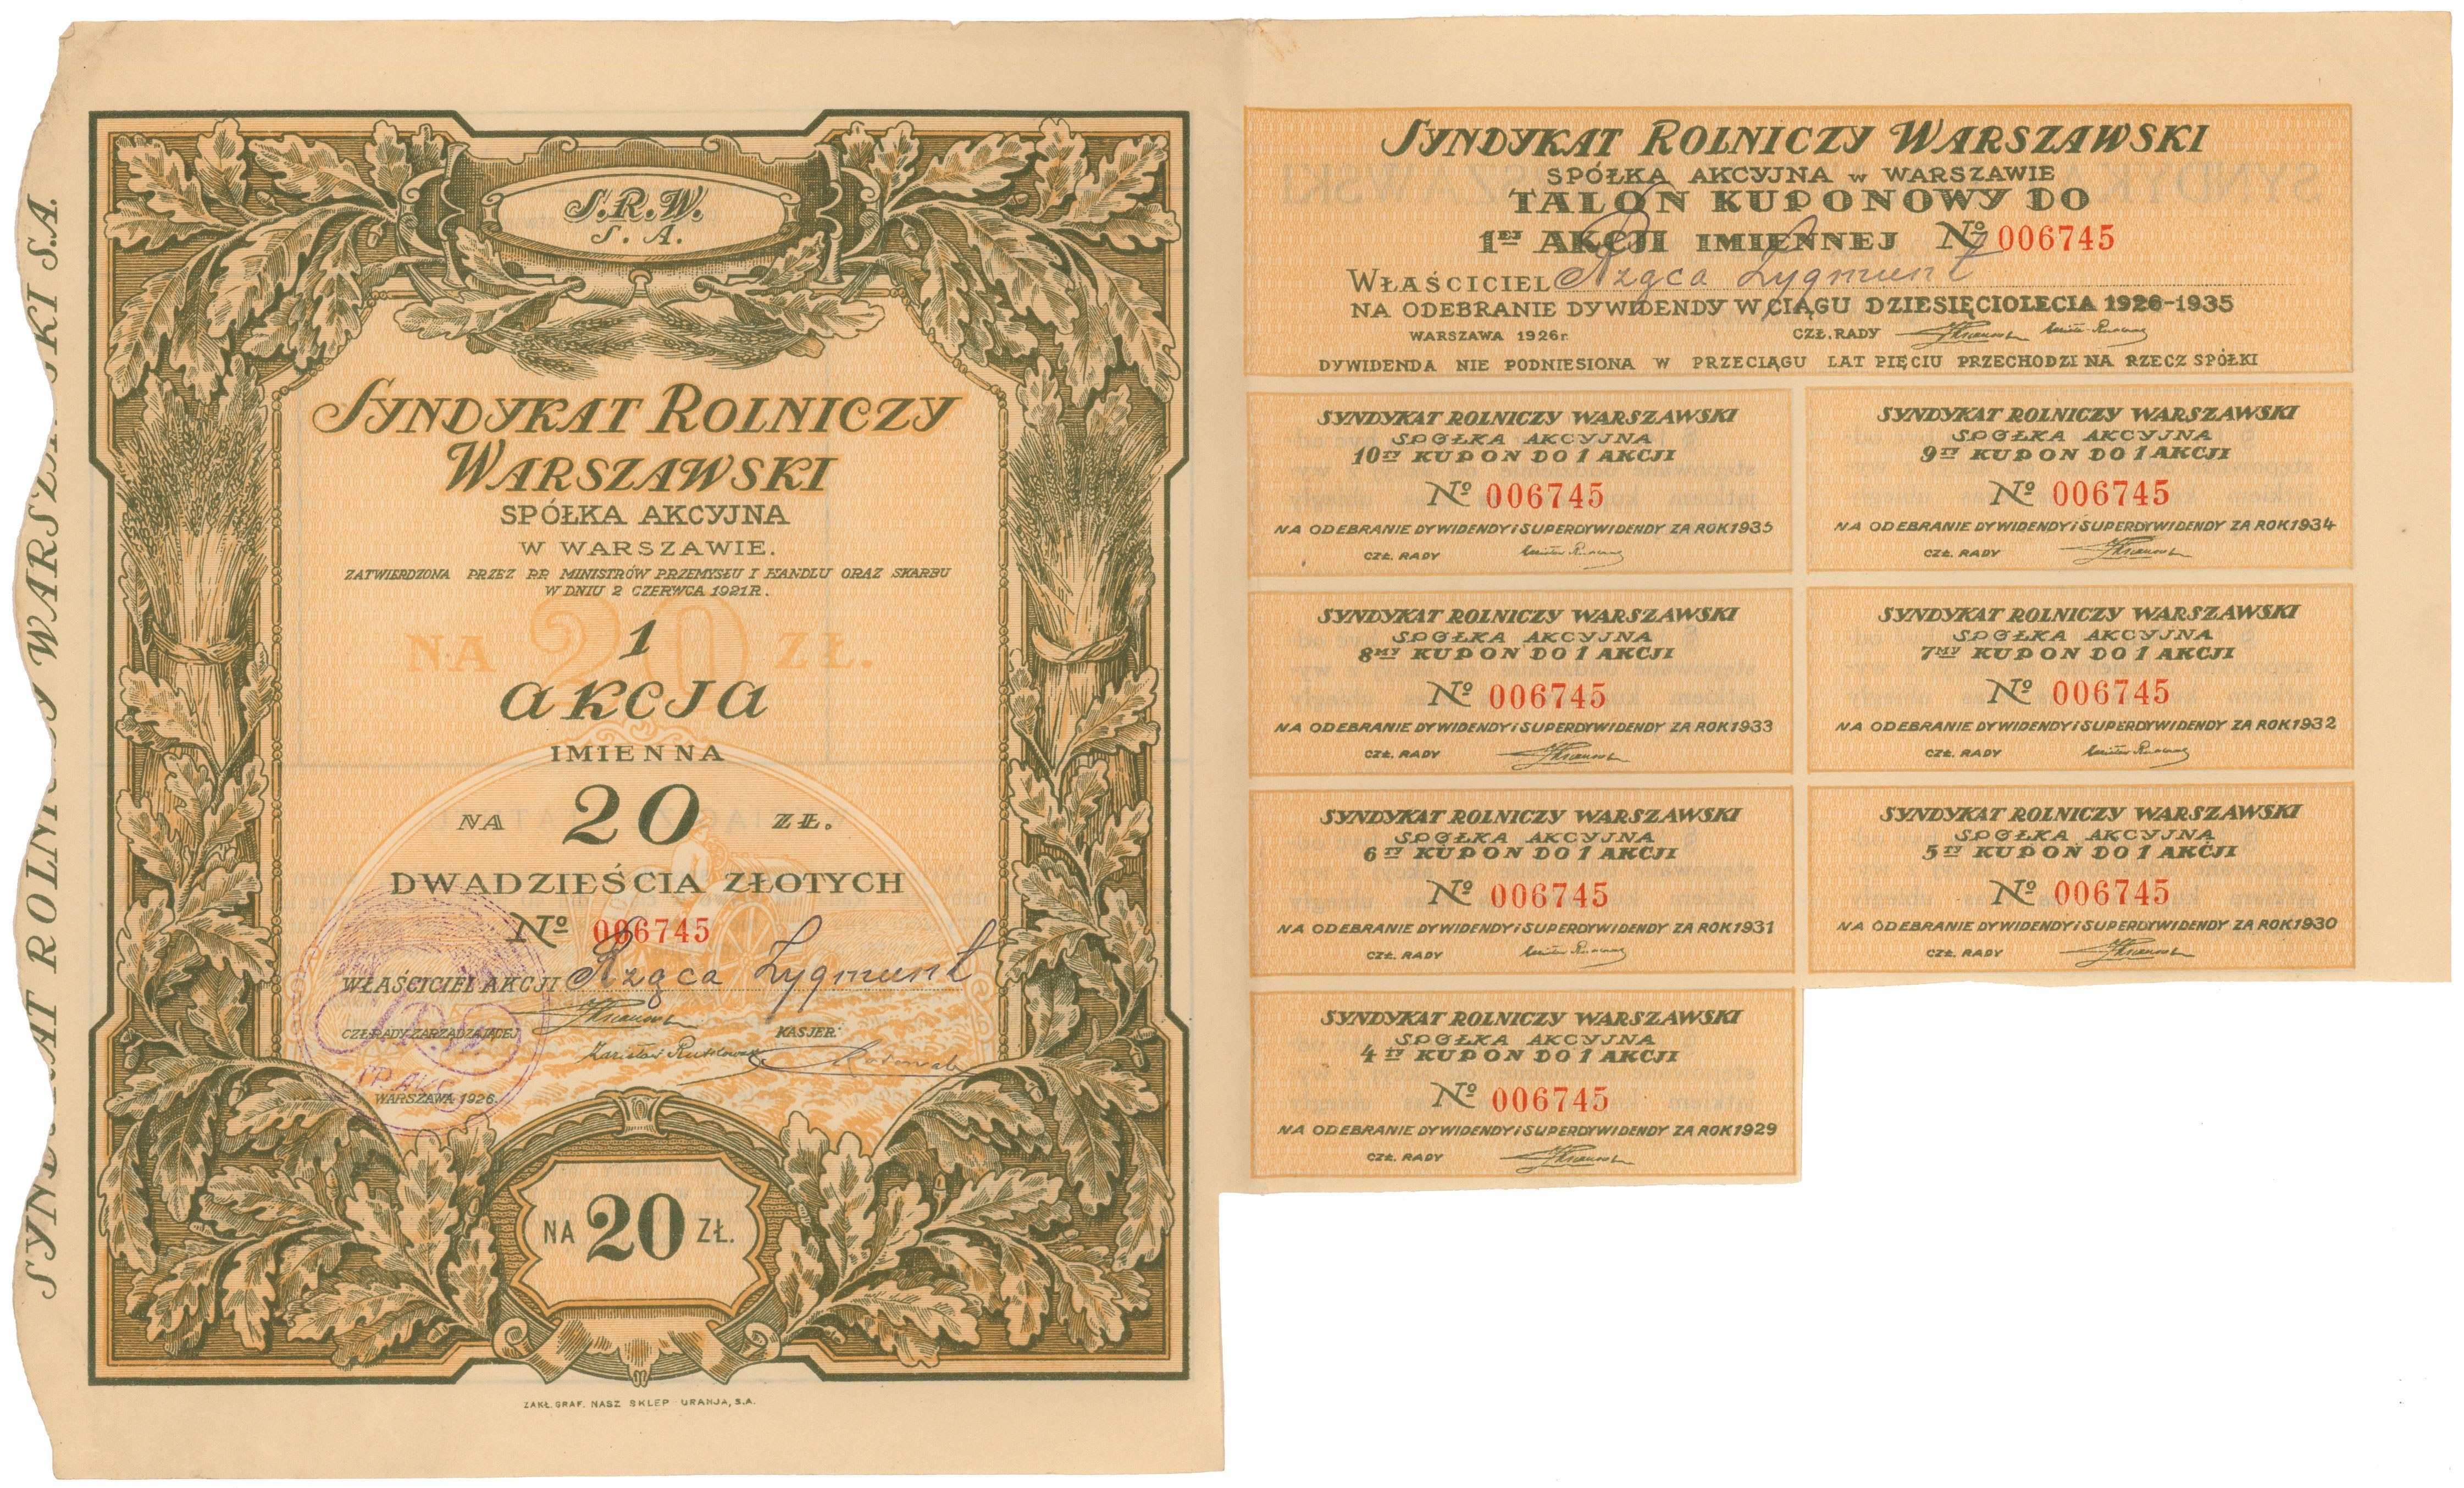 SYNDYKAT ROLNICZY WARSZAWSKI S.A.
S.R.W.
S.A.
SYNDYKAT ROLNICZY
WARSZAWSKI
SPÓŁKA AKCYJNA
W WARSZAWIE.
ZATWIERDZONA PRZEZ P.P. MINISTRÓW PRZEMYSŁU I HANDLU ORAZ SKARBU
W DNIU 2 CZERWCA 1921 R.
NA 20 ZŁ.
1
AKCJA
IMIENNA
NA 20 ZŁ.
DWADZIEŚCIA ZŁOTYCH
Nº 006745
WŁAŚCICIEL AKCJI Rząca Zygmunt
CZŁ. RADY ZARZĄDZAJĄCEJ
KASJER:
WARSZAWA 1926.
NA 20 ZŁ.
ZAKŁ. GRAF. NASZ SKLEP - URANJA, S.A.
SYNDYKAT ROLNICZY WARSZAWSKI
SPÓŁKA AKCYJNA w WARSZAWIE
TALON KUPONOWY DO
1EJ AKCJI IMIENNEJ Nº 006745
WŁAŚCICIEL Rząca Zygmunt
NA ODEBRANIE DYWIDENDY W CIĄGU DZIESIĘCIOLECIA 1926-1935
WARSZAWA 1926 r. CZŁ. RADY
DYWIDENDA NIE PODNIESIONA W PRZECIĄGU LAT PIĘCIU PRZECHODZI NA RZECZ SPÓŁKI
SYNDYKAT ROLNICZY WARSZAWSKI
SPÓŁKA AKCYJNA
10TY KUPON DO 1 AKCJI
Nº 006745
NA ODEBRANIE DYWIDENDY i SUPERDYWIDENDY ZA ROK 1935
CZŁ. RADY
SYNDYKAT ROLNICZY WARSZAWSKI
SPÓŁKA AKCYJNA
9TY KUPON DO 1 AKCJI
Nº 006745
NA ODEBRANIE DYWIDENDY i SUPERDYWIDENDY ZA ROK 1934
CZŁ. RADY
SYNDYKAT ROLNICZY WARSZAWSKI
SPÓŁKA AKCYJNA
8MY KUPON DO 1 AKCJI
Nº 006745
NA ODEBRANIE DYWIDENDY i SUPERDYWIDENDY ZA ROK 1933
CZŁ. RADY
SYNDYKAT ROLNICZY WARSZAWSKI
SPÓŁKA AKCYJNA
7MY KUPON DO 1 AKCJI
Nº 006745
NA ODEBRANIE DYWIDENDY i SUPERDYWIDENDY ZA ROK 1932
CZŁ. RADY
SYNDYKAT ROLNICZY WARSZAWSKI
SPÓŁKA AKCYJNA
6TY KUPON DO 1 AKCJI
Nº 006745
NA ODEBRANIE DYWIDENDY i SUPERDYWIDENDY ZA ROK 1931
CZŁ. RADY
SYNDYKAT ROLNICZY WARSZAWSKI
SPÓŁKA AKCYJNA
5TY KUPON DO 1 AKCJI
Nº 006745
NA ODEBRANIE DYWIDENDY i SUPERDYWIDENDY ZA ROK 1930
CZŁ. RADY
SYNDYKAT ROLNICZY WARSZAWSKI
SPÓŁKA AKCYJNA
4TY KUPON DO 1 AKCJI
Nº 006745
NA ODEBRANIE DYWIDENDY i SUPERDYWIDENDY ZA ROK 1929
CZŁ. RADY